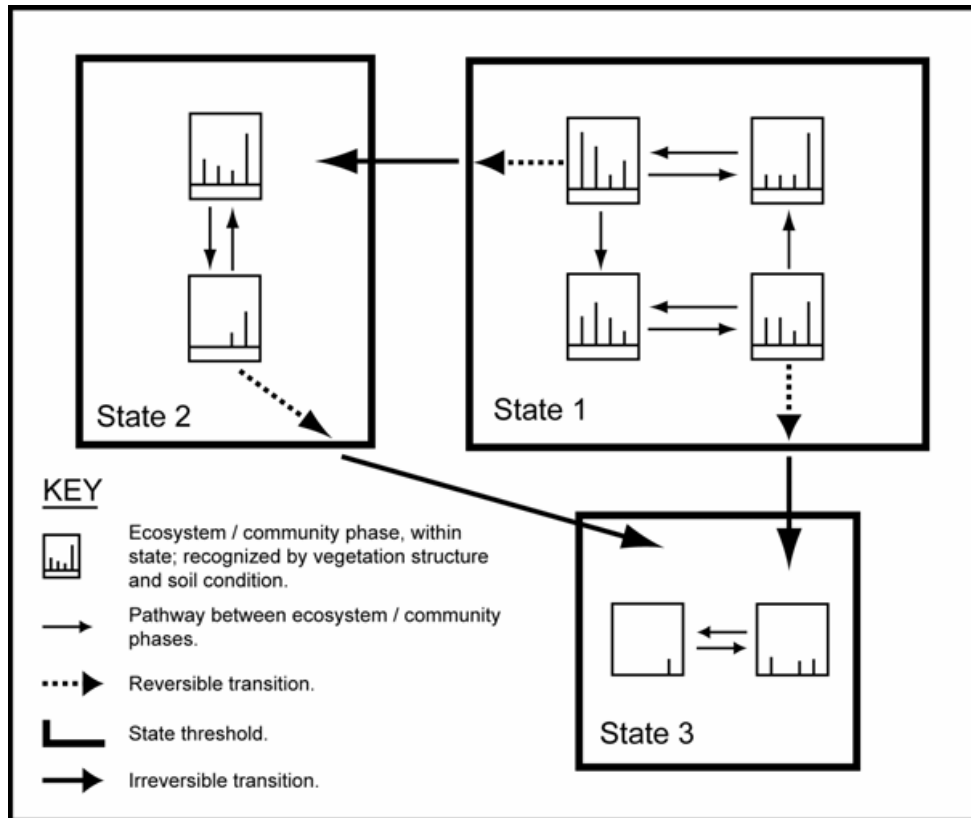 State 2
State 1
State 3
KEY
Ecosystem / community phase, within
state; recognized by vegetation structure
and soil condition.
Pathway between ecosystem / community
phases.
Reversible transition.
State threshold.
Irreversible transition.